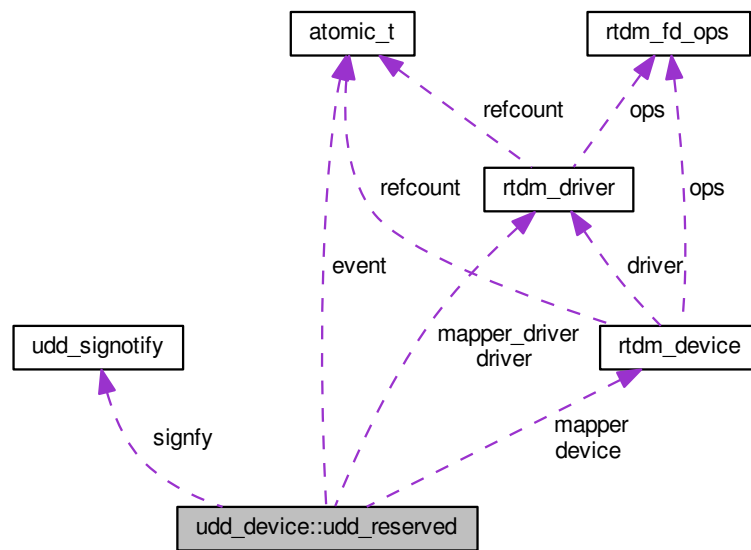 atomic_t
rtdm_fd_ops
refcount
ops
refcount
rtdm_driver
ops
event
driver
udd_signotify
mapper_driver
driver
rtdm_device
signfy
mapper
device
udd_device::udd_reserved